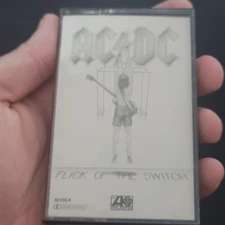 AC DC
FLICK OF THE SWITCH